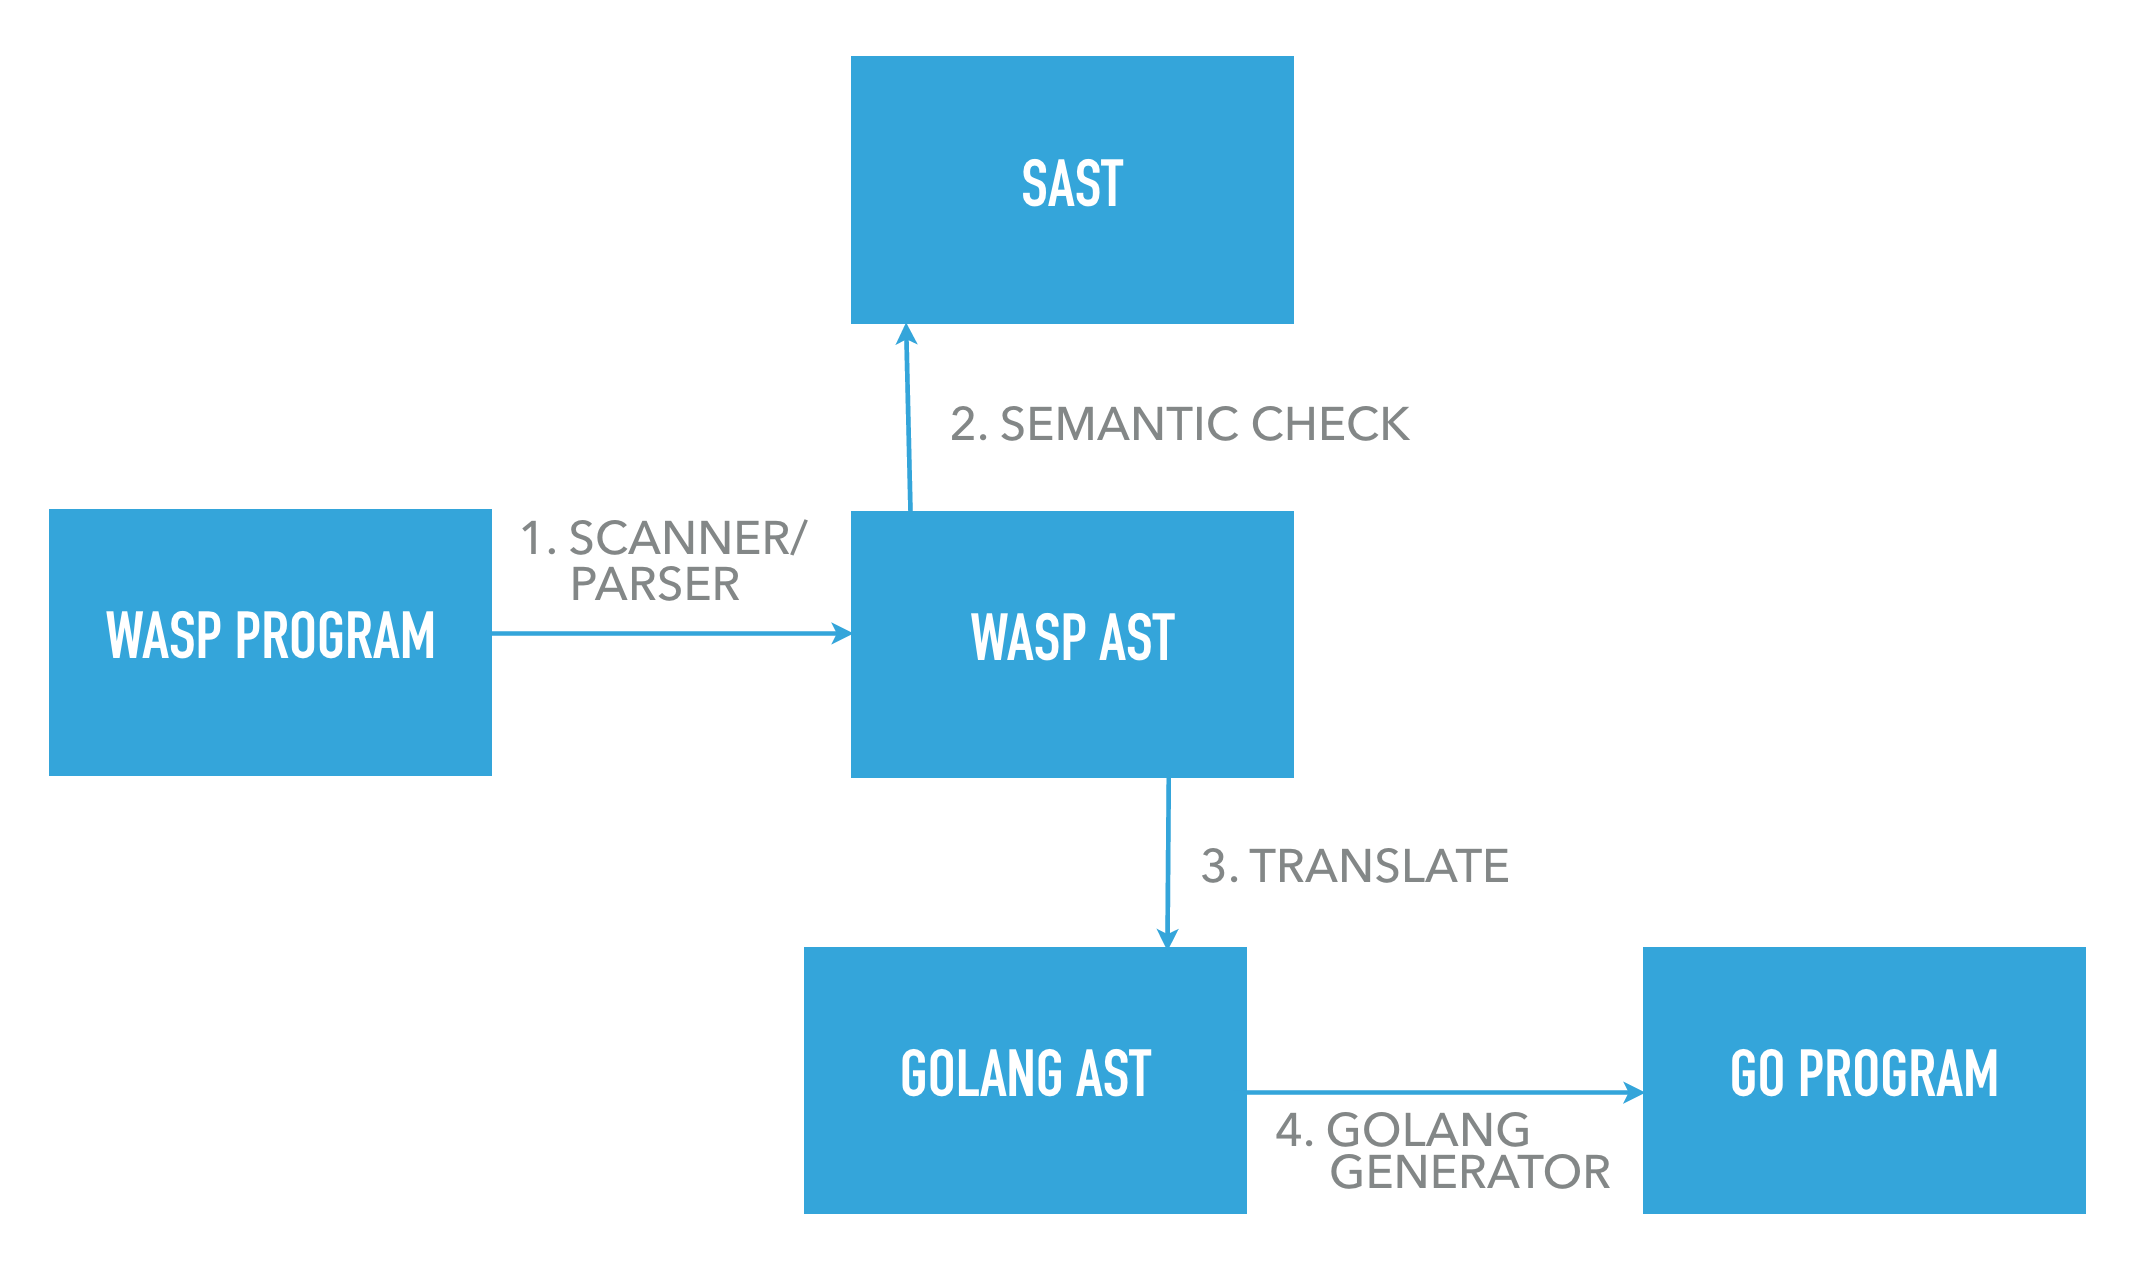 SAST
2. SEMANTIC CHECK
1. SCANNER/
PARSER
WASP PROGRAM
WASP AST
3. TRANSLATE
GOLANG AST
GO PROGRAM
4. GOLANG
GENERATOR